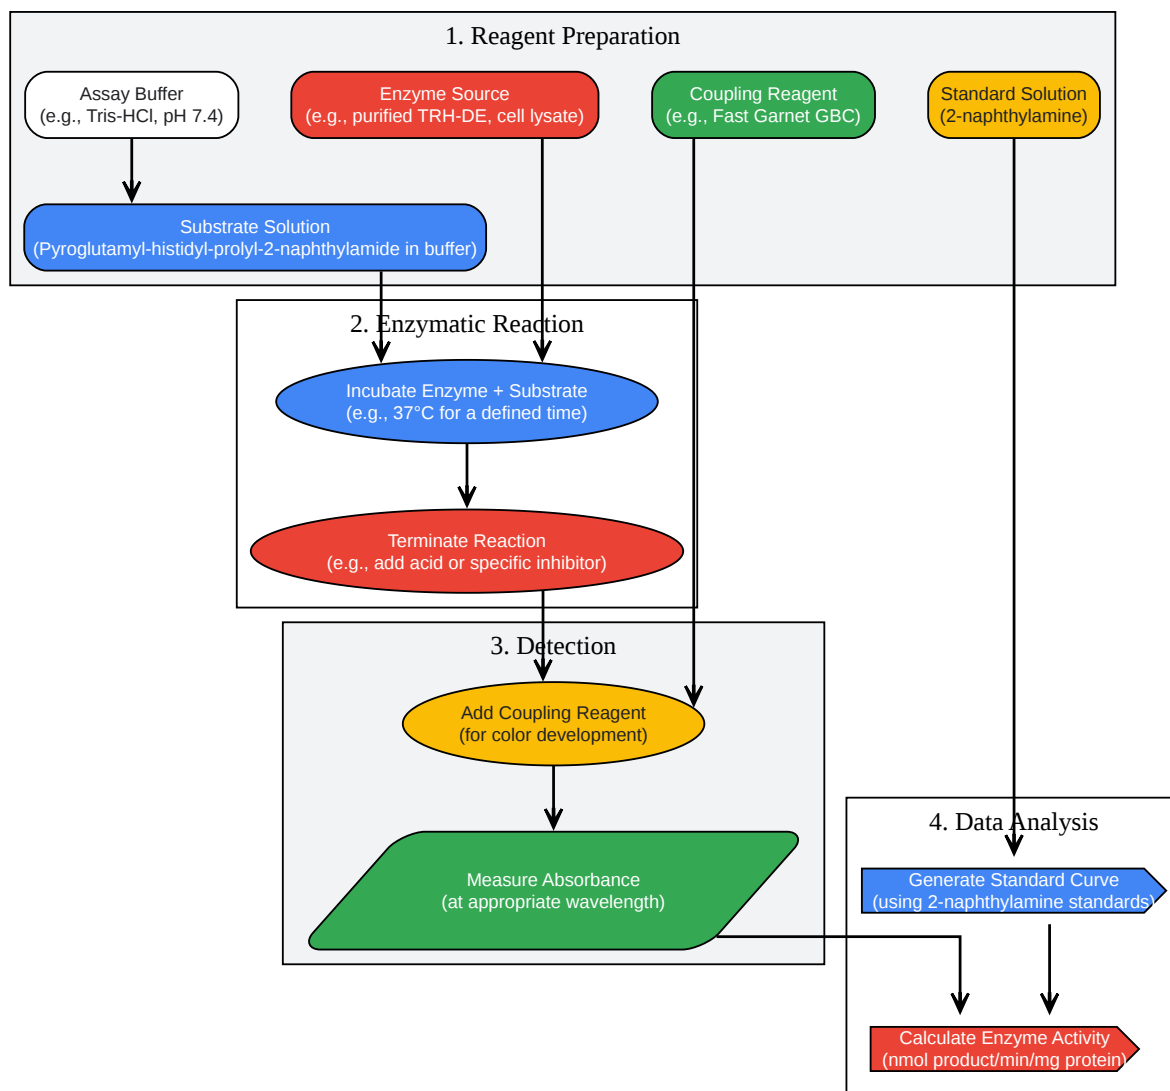 1. Reagent Preparation
Assay Buffer
(e.g., Tris-HCl, pH 7.4)
Enzyme Source
(e.g., purified TRH-DE, cell lysate)
Coupling Reagent
(e.g., Fast Garnet GBC)
Standard Solution
(2-naphthylamine)
Substrate Solution
(Pyroglutamyl-histidyl-prolyl-2-naphthylamide in buffer)
2. Enzymatic Reaction
Incubate Enzyme + Substrate
(e.g., 37°C for a defined time)
Terminate Reaction
(e.g., add acid or specific inhibitor)
3. Detection
Add Coupling Reagent
(for color development)
Measure Absorbance
(at appropriate wavelength)
4. Data Analysis
Generate Standard Curve
(using 2-naphthylamine standards)
Calculate Enzyme Activity
(nmol product/min/mg protein)